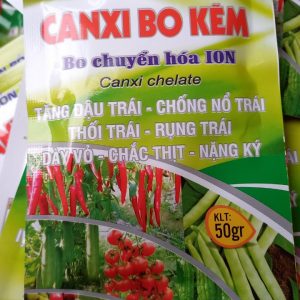 CANXI BO KẼM
Bo chuyển hóa ION
Canxi chelate
TĂNG ĐẬU TRÁI - CHỐNG NỔ TRÁI
THỐI TRÁI - RỤNG TRÁI
DÀY VỎ - CHẮC THỊT - NẶNG KÝ
KLT:
50gr